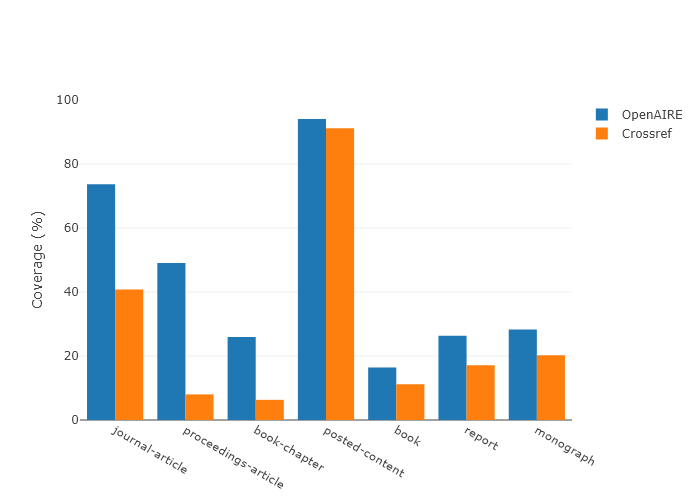 100
80
60
40
20
0
Coverage (%)
journal-article
proceedings-article
book-chapter
posted-content
book
report
monograph
OpenAIRE
Crossref